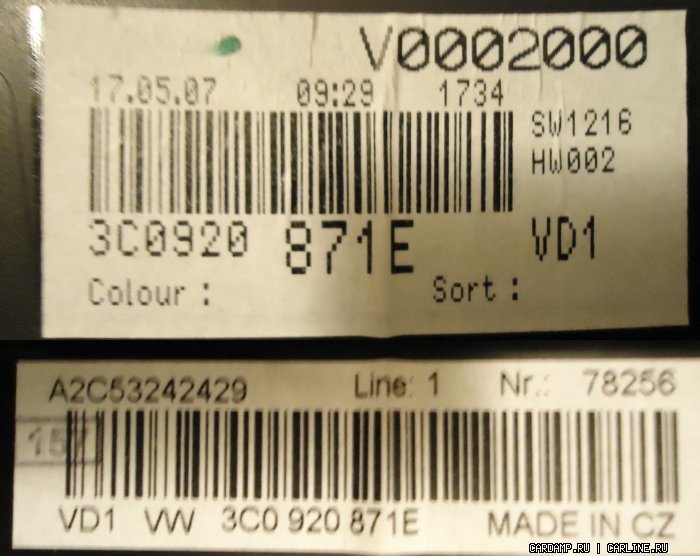 V0002000
17.05.07 09:29 1734
SW1216
HW002
3C0920 871E VD1
Colour : Sort :
A2C53242429 Line: 1 Nr.: 78256
VD1 VW 3C0 920 871E MADE IN CZ
CARDAMP.RU | CARLINE.RU